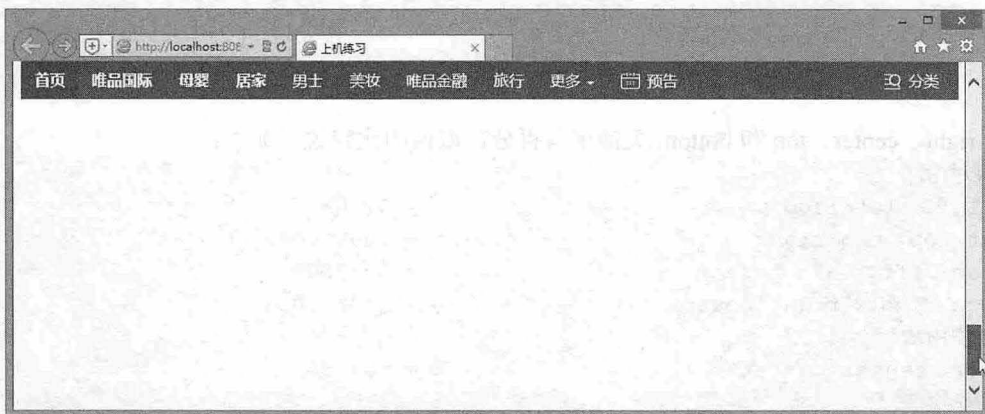 http://localhost:808
上机练习
首页 唯品国际 母婴 居家 男士 美妆 唯品金融 旅行 更多 预告 分类